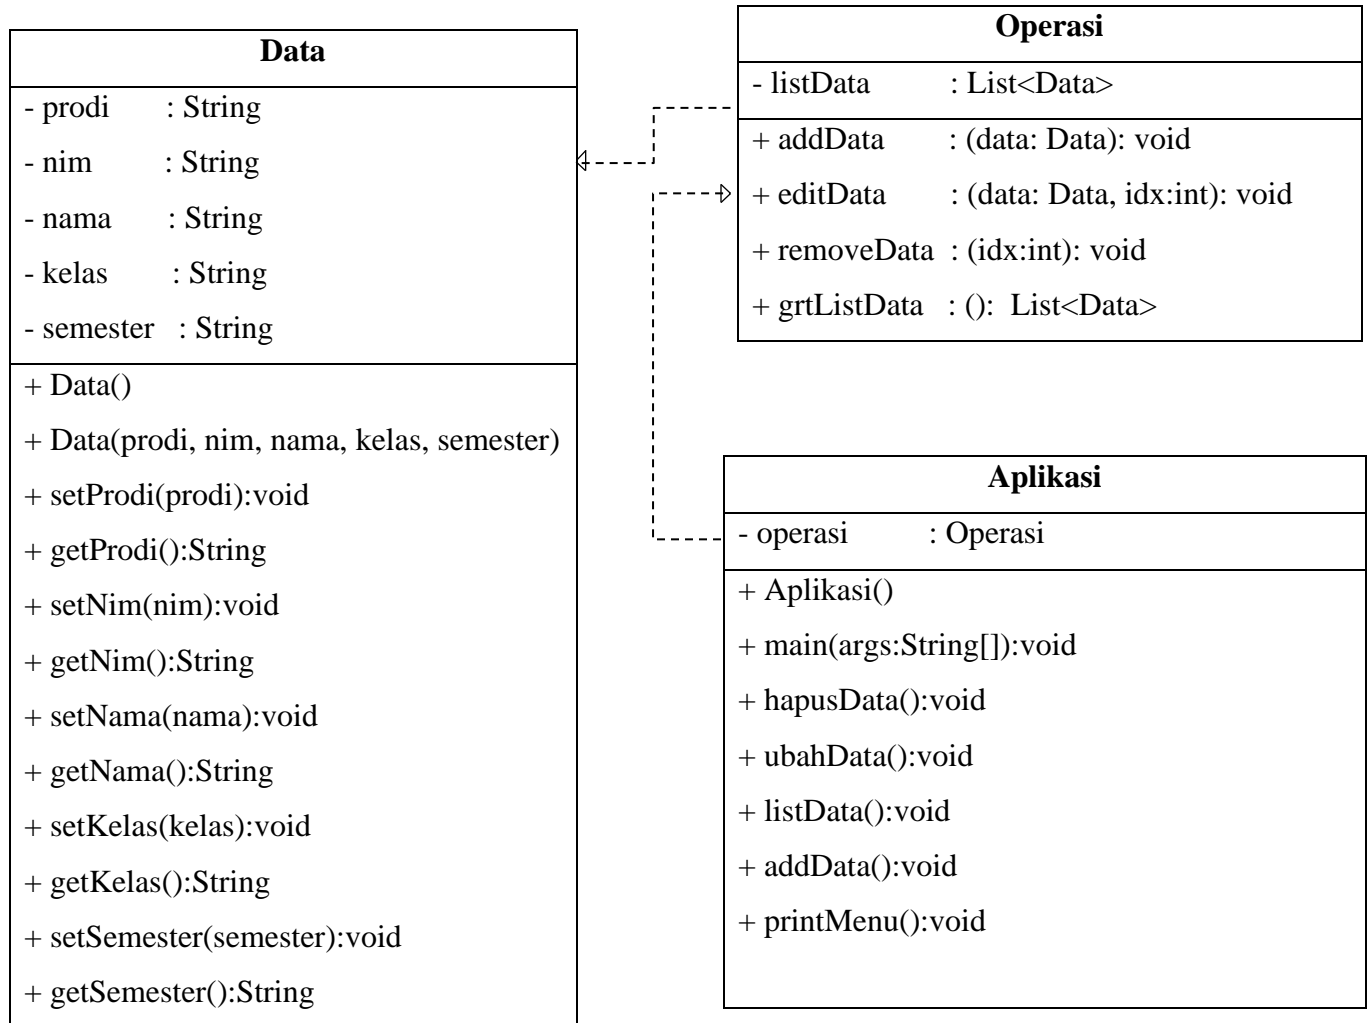 Data
- prodi : String
- nim : String
- nama : String
- kelas : String
- semester : String
+ Data()
+ Data(prodi, nim, nama, kelas, semester)
+ setProdi(prodi):void
+ getProdi():String
+ setNim(nim):void
+ getNim():String
+ setNama(nama):void
+ getNama():String
+ setKelas(kelas):void
+ getKelas():String
+ setSemester(semester):void
+ getSemester():String
Operasi
- listData : List<Data>
+ addData : (data: Data): void
+ editData : (data: Data, idx:int): void
+ removeData : (idx:int): void
+ grtListData : (): List<Data>
Aplikasi
- operasi : Operasi
+ Aplikasi()
+ main(args:String[]):void
+ hapusData():void
+ ubahData():void
+ listData():void
+ addData():void
+ printMenu():void